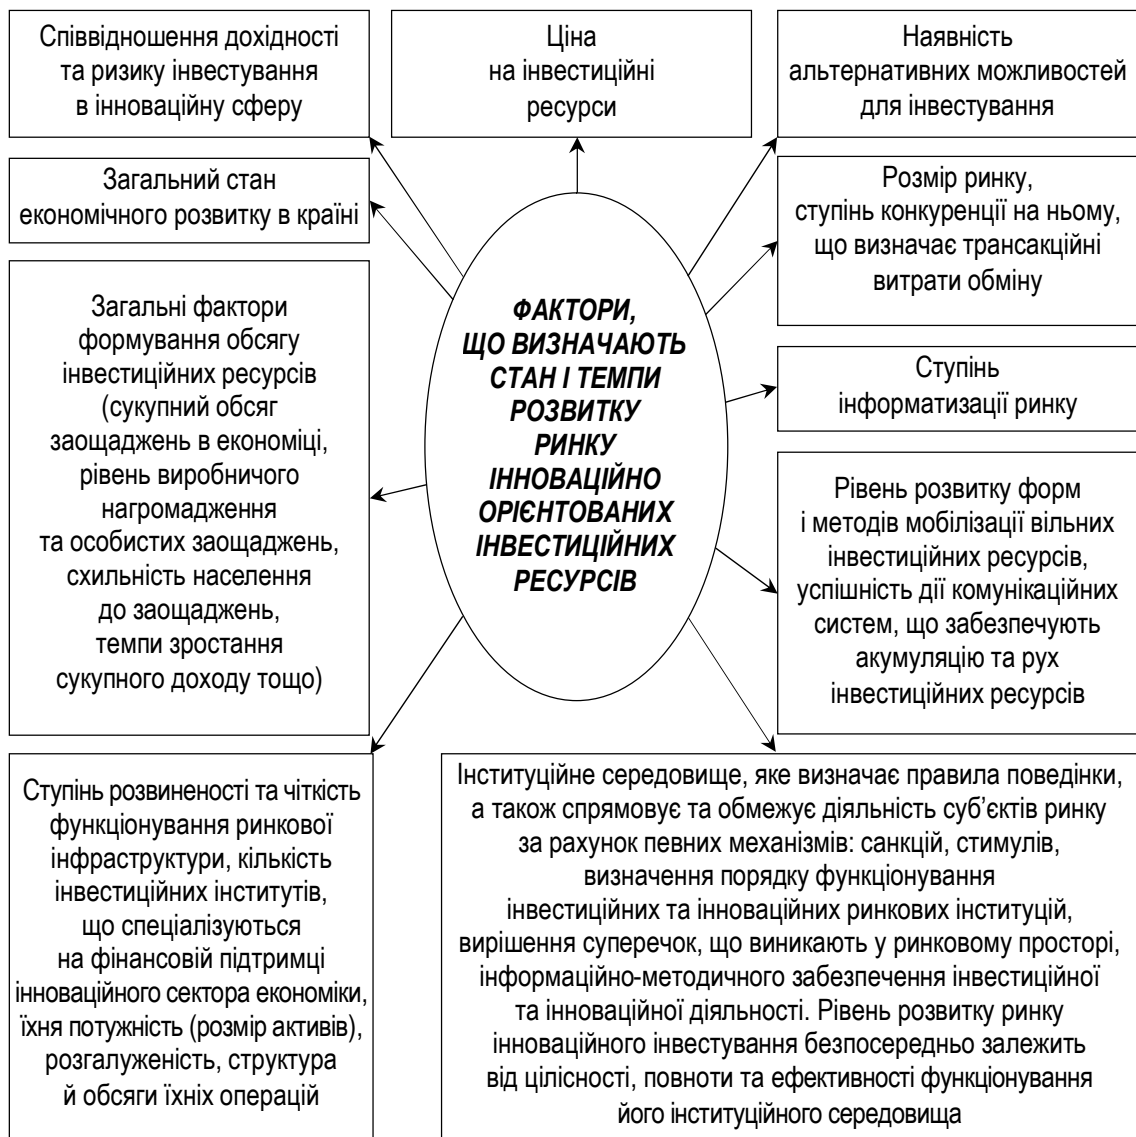 Співвідношення дохідності
та ризику інвестування
в інноваційну сферу
Ціна
на інвестиційні
ресурси
Наявність
альтернативних можливостей
для інвестування
Загальний стан
економічного розвитку в країні
Розмір ринку,
ступінь конкуренції на ньому,
що визначає трансакційні
витрати обміну
Загальні фактори
формування обсягу
інвестиційних ресурсів
(сукупний обсяг
заощаджень в економіці,
рівень виробничого
нагромадження
та особистих заощаджень,
схильність населення
до заощаджень,
темпи зростання
сукупного доходу тощо)
ФАКТОРИ,
ЩО ВИЗНАЧАЮТЬ
СТАН І ТЕМПИ
РОЗВИТКУ
РИНКУ
ІННОВАЦІЙНО
ОРІЄНТОВАНИХ
ІНВЕСТИЦІЙНИХ
РЕСУРСІВ
Ступінь
інформатизації ринку
Рівень розвитку форм
і методів мобілізації вільних
інвестиційних ресурсів,
успішність дії комунікаційних
систем, що забезпечують
акумуляцію та рух
інвестиційних ресурсів
Ступінь розвиненості та чіткість
функціонування ринкової
інфраструктури, кількість
інвестиційних інститутів,
що спеціалізуються
на фінансовій підтримці
інноваційного сектора економіки,
їхня потужність (розмір активів),
розгалуженість, структура
й обсяги їхніх операцій
Інституційне середовище, яке визначає правила поведінки,
а також спрямовує та обмежує діяльність суб’єктів ринку
за рахунок певних механізмів: санкцій, стимулів,
визначення порядку функціонування
інвестиційних та інноваційних ринкових інституцій,
вирішення суперечок, що виникають у ринковому просторі,
інформаційно-методичного забезпечення інвестиційної
та інноваційної діяльності. Рівень розвитку ринку
інноваційного інвестування безпосередньо залежить
від цілісності, повноти та ефективності функціонування
його інституційного середовища